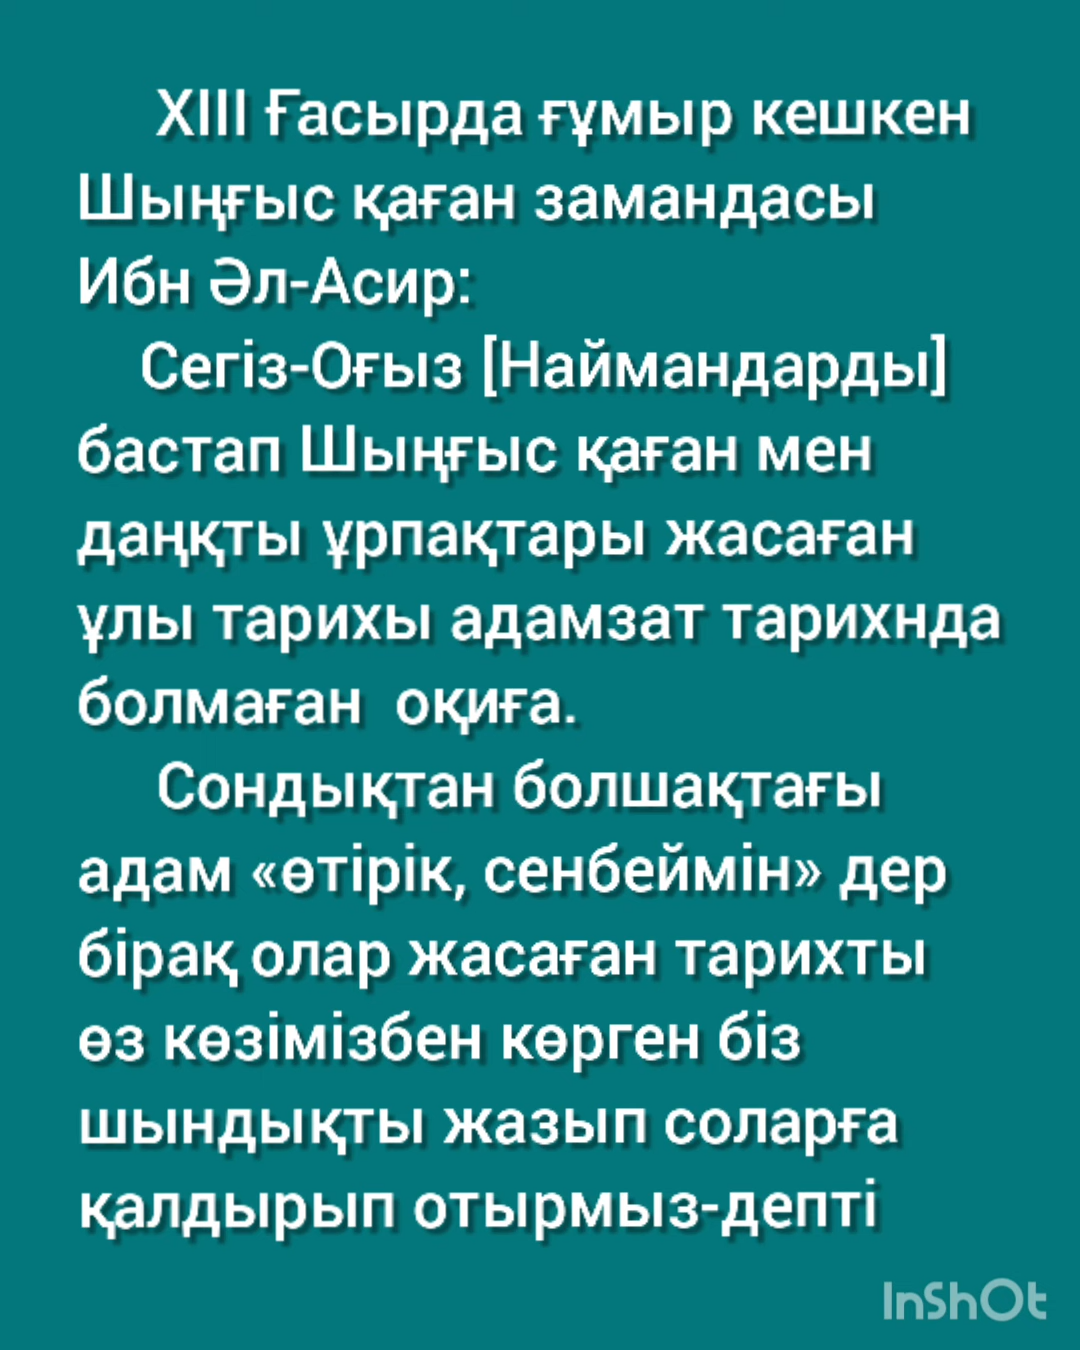 XIII Ғасырда ғұмыр кешкен
Шыңғыс қаған замандасы
Ибн Әл-Асир:
Сегіз-Оғыз [Наймандарды]
бастап Шыңғыс қаған мен
даңқты ұрпақтары жасаған
ұлы тарихы адамзат тарихнда
болмаған оқиға.
Сондықтан болшақтағы
адам «өтірік, сенбеймін» дер
бірақ олар жасаған тарихты
өз көзімізбен көрген біз
шындықты жазып соларға
қалдырып отырмыз-депті
InShOt